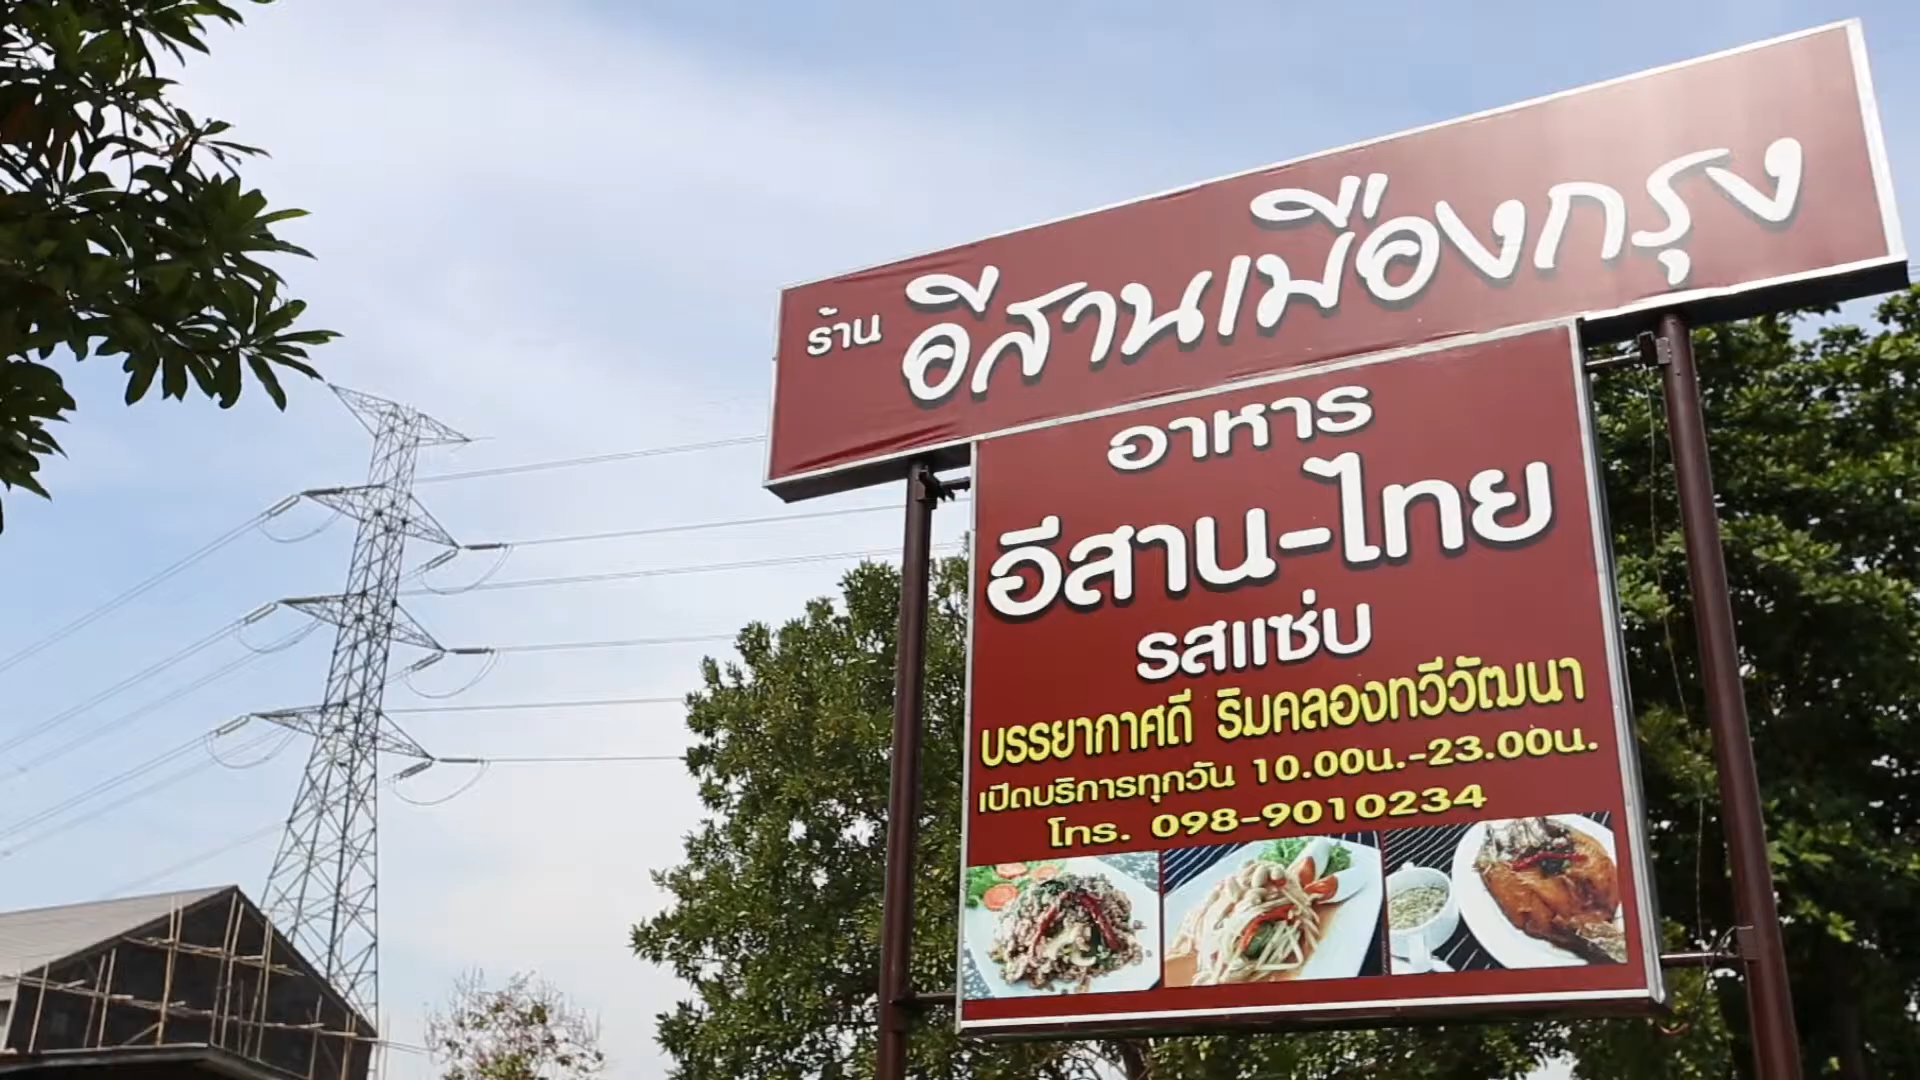 ร้าน อีสานเมืองกรุง
อาหาร
อีสาน-ไทย
รสแซ่บ
บรรยากาศดี ริมคลองทวีวัฒนา
เปิดบริการทุกวัน 10.00น.-23.00น.
โทร. 098-9010234